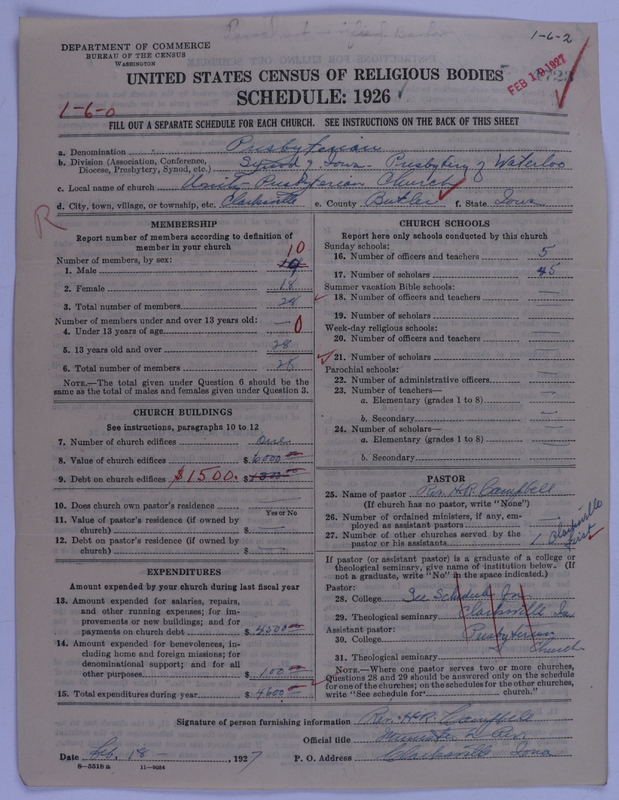 1-6-2
DEPARTMENT OF COMMERCE
BUREAU OF THE CENSUS
WASHINGTON
FEB 19 1927
UNITED STATES CENSUS OF RELIGIOUS BODIES
SCHEDULE: 1926
1-6-0
FILL OUT A SEPARATE SCHEDULE FOR EACH CHURCH. SEE INSTRUCTIONS ON THE BACK OF THIS SHEET
a. Denomination Presbyterian
b. Division (Association, Conference, Diocese, Presbytery, Synod, etc.) Synod of Iowa - Presbytery of Waterloo
c. Local name of church Unity Presbyterian Church
d. City, town, village, or township, etc. Clarksville e. County Butler f. State Iowa
R
MEMBERSHIP
Report number of members according to definition of member in your church
Number of members, by sex:
1. Male 10
2. Female 18
3. Total number of members 28
Number of members under and over 13 years old:
4. Under 13 years of age — 0
5. 13 years old and over 28
6. Total number of members 28
NOTE.—The total given under Question 6 should be the same as the total of males and females given under Question 3.
CHURCH BUILDINGS
See instructions, paragraphs 10 to 12
7. Number of church edifices One
8. Value of church edifices $ 6000
9. Debt on church edifices $1500. $
10. Does church own pastor's residence —
Yes or No
11. Value of pastor's residence (if owned by church) $ —
12. Debt on pastor's residence (if owned by church) $ —
EXPENDITURES
Amount expended by your church during last fiscal year
13. Amount expended for salaries, repairs, and other running expenses; for improvements or new buildings; and for payments on church debt $ 4500
14. Amount expended for benevolences, including home and foreign missions; for denominational support; and for all other purposes $ 100
15. Total expenditures during year $ 4600
CHURCH SCHOOLS
Report here only schools conducted by this church
Sunday schools:
16. Number of officers and teachers 5
17. Number of scholars 45
Summer vacation Bible schools:
18. Number of officers and teachers —
19. Number of scholars —
Week-day religious schools:
20. Number of officers and teachers —
21. Number of scholars —
Parochial schools:
22. Number of administrative officers —
23. Number of teachers—
a. Elementary (grades 1 to 8) —
b. Secondary —
24. Number of scholars—
a. Elementary (grades 1 to 8) —
b. Secondary —
PASTOR
25. Name of pastor Rev. H.R. Campbell
(If church has no pastor, write "None")
26. Number of ordained ministers, if any, employed as assistant pastors
27. Number of other churches served by the pastor or his assistants 1 Clarksville
If pastor (or assistant pastor) is a graduate of a college or theological seminary, give name of institution below. (If not a graduate, write "No" in the space indicated.)
Pastor:
28. College See Schedule for
29. Theological seminary Clarksville Ia
Assistant pastor:
30. College Presbyterian
Church
31. Theological seminary
NOTE.—Where one pastor serves two or more churches, Questions 28 and 29 should be answered only on the schedule for one of the churches; on the schedules for the other churches, write "See schedule for church."
Signature of person furnishing information Rev. H.R. Campbell
Official title Minister
Date Feb. 18 - , 1927 P. O. Address Clarksville Iowa
8-5518 a 11-9034